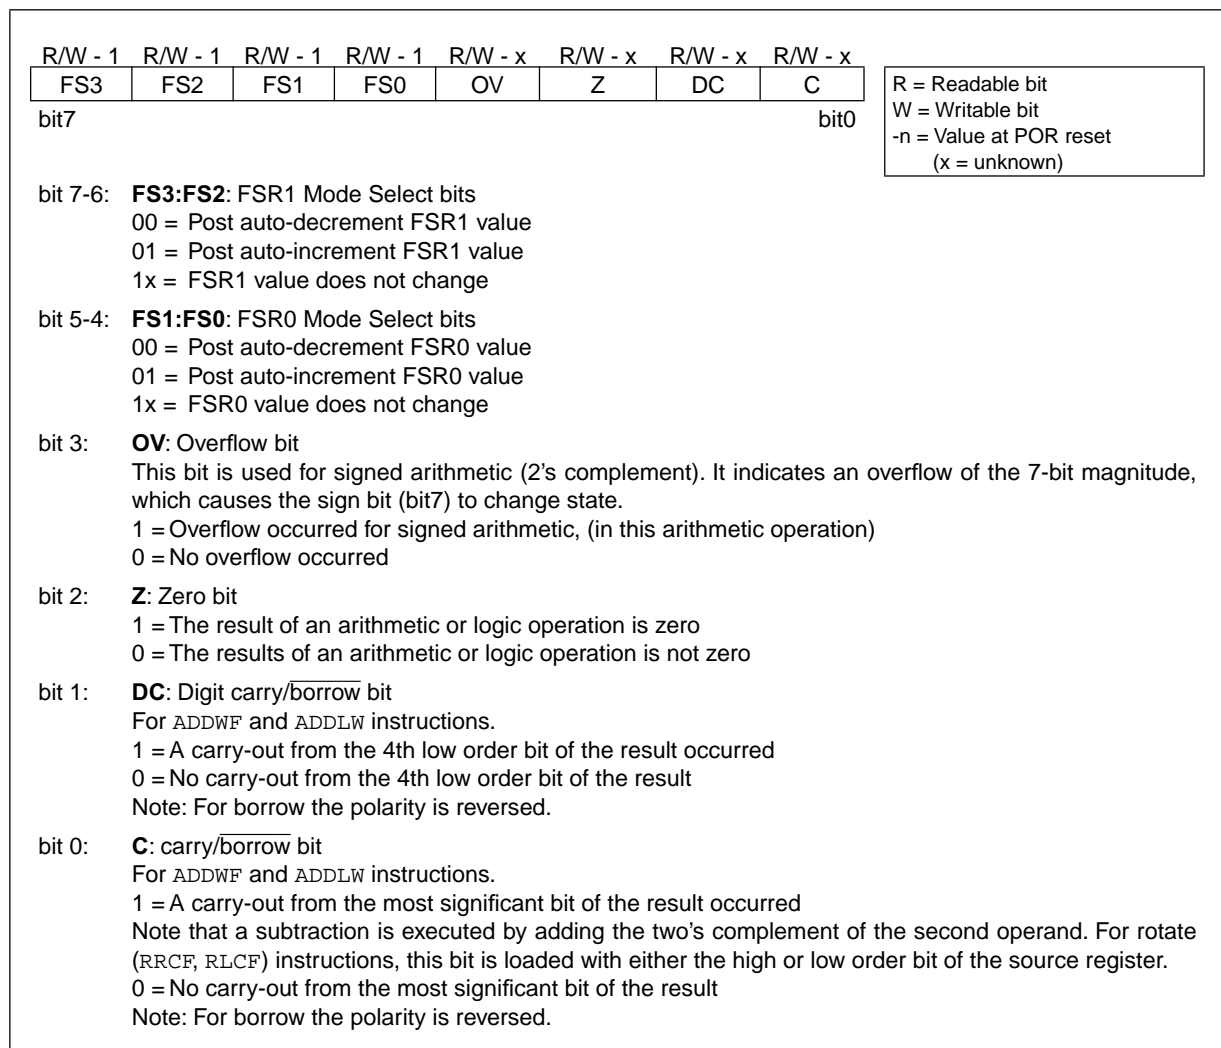 R/W - 1 R/W - 1 R/W - 1 R/W - 1 R/W - x R/W - x R/W - x R/W - x
FS3 FS2 FS1 FS0 OV Z DC C
bit7 bit0
R = Readable bit
W = Writable bit
-n = Value at POR reset
(x = unknown)
bit 7-6: FS3:FS2: FSR1 Mode Select bits
00 = Post auto-decrement FSR1 value
01 = Post auto-increment FSR1 value
1x = FSR1 value does not change
bit 5-4: FS1:FS0: FSR0 Mode Select bits
00 = Post auto-decrement FSR0 value
01 = Post auto-increment FSR0 value
1x = FSR0 value does not change
bit 3: OV: Overflow bit
This bit is used for signed arithmetic (2's complement). It indicates an overflow of the 7-bit magnitude,
which causes the sign bit (bit7) to change state.
1 = Overflow occurred for signed arithmetic, (in this arithmetic operation)
0 = No overflow occurred
bit 2: Z: Zero bit
1 = The result of an arithmetic or logic operation is zero
0 = The results of an arithmetic or logic operation is not zero
bit 1: DC: Digit carry/borrow bit
For ADDWF and ADDLW instructions.
1 = A carry-out from the 4th low order bit of the result occurred
0 = No carry-out from the 4th low order bit of the result
Note: For borrow the polarity is reversed.
bit 0: C: carry/borrow bit
For ADDWF and ADDLW instructions.
1 = A carry-out from the most significant bit of the result occurred
Note that a subtraction is executed by adding the two's complement of the second operand. For rotate
(RRCF, RLCF) instructions, this bit is loaded with either the high or low order bit of the source register.
0 = No carry-out from the most significant bit of the result
Note: For borrow the polarity is reversed.